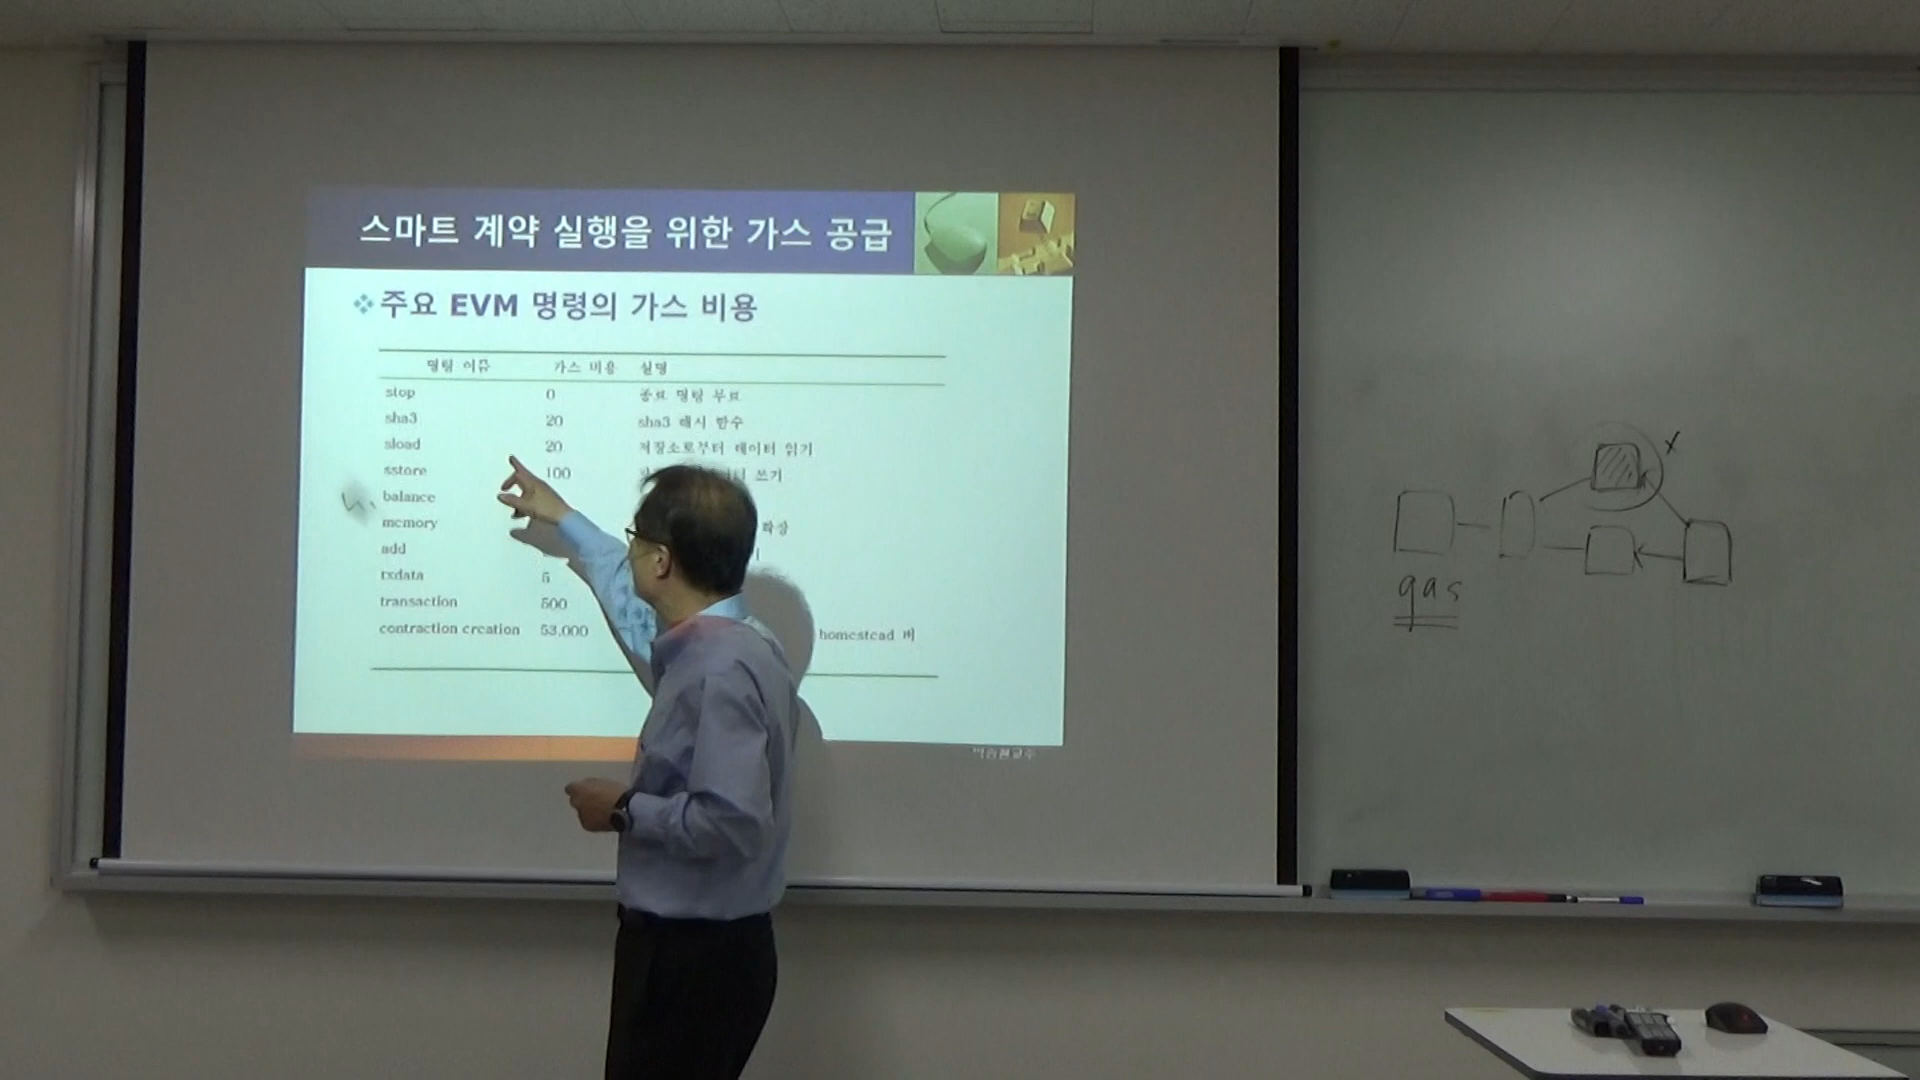 스마트 계약 실행을 위한 가스 공급
주요 EVM 명령의 가스 비용
명령 이름 가스 비용 설명
stop 0 종료 명령 무료
sha3 20 sha3 해시 함수
sload 20 저장소로부터 데이터 읽기
sstore 100 쓰기
balance
memory 확장
add
txdata 5
transaction 500
contraction creation 53,000 homestead 비
gas
x